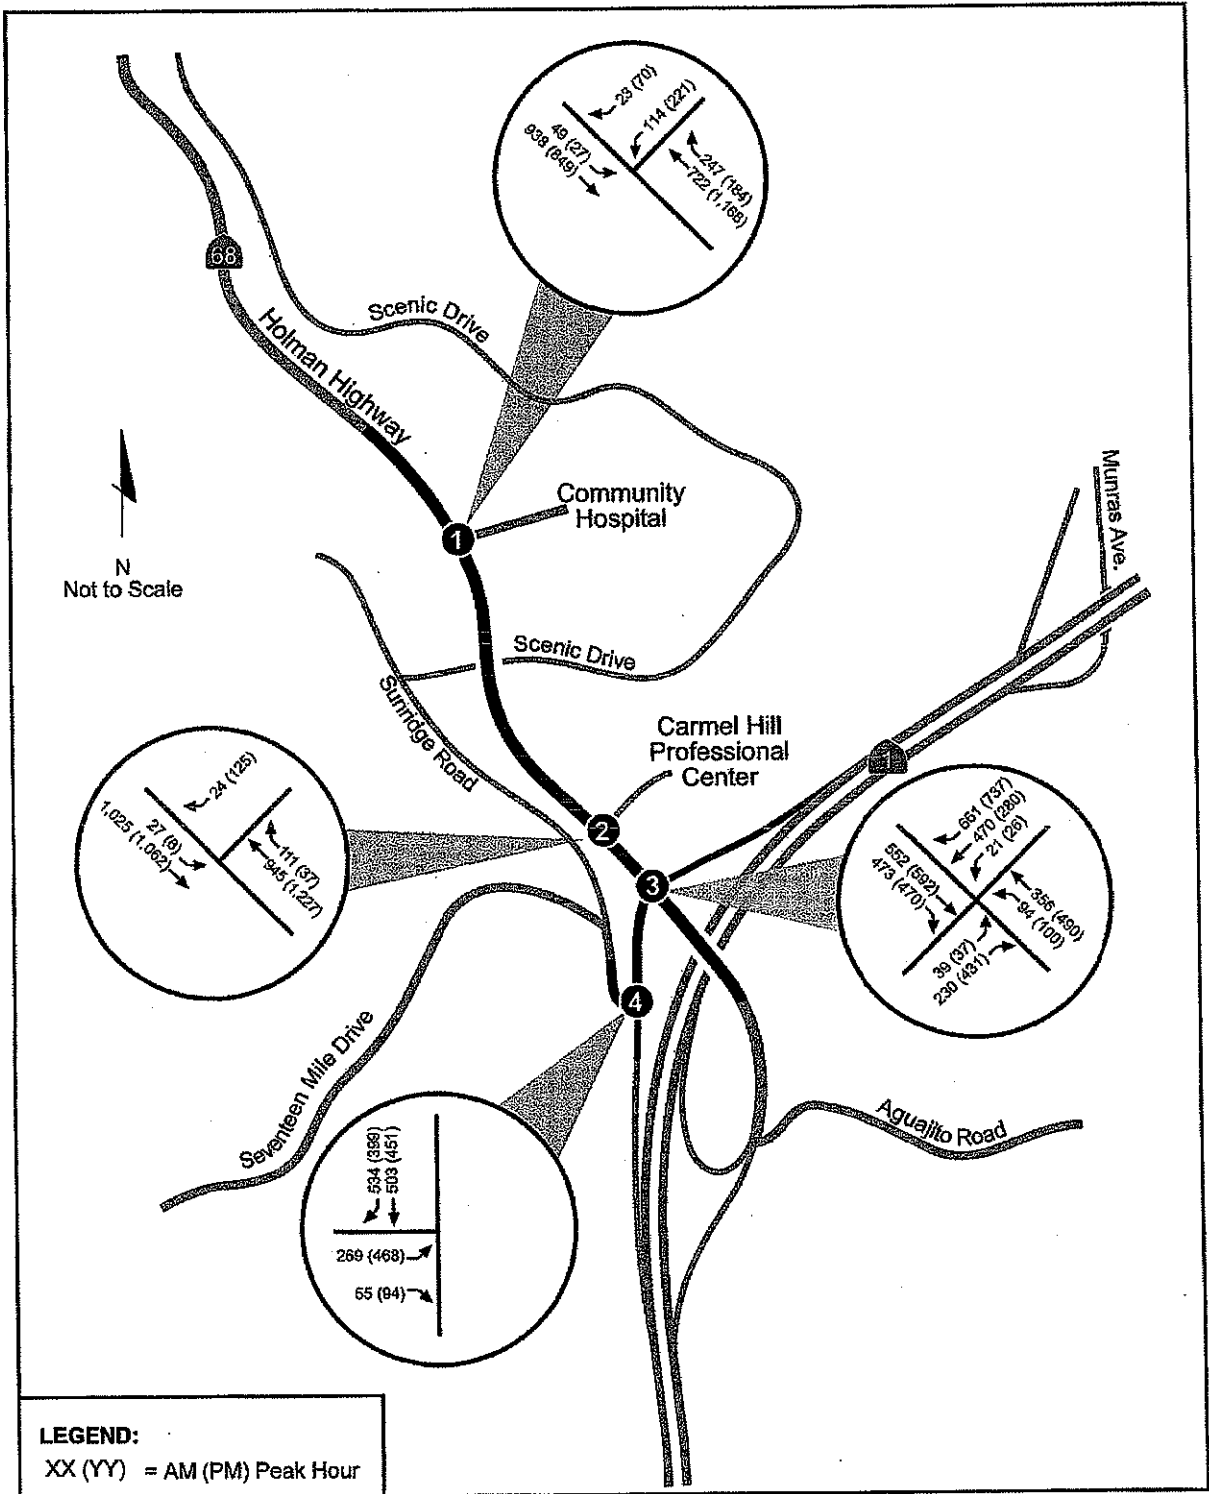 23 (70)
114 (221)
49 (27)
938 (849)
247 (184)
722 (1,168)
68
Scenic Drive
Holman Highway
Community
Hospital
1
N
Not to Scale
Munras Ave.
Scenic Drive
Sunridge Road
Carmel Hill
Professional
Center
1
24 (125)
27 (8)
1,025 (1,062)
111 (37)
945 (1,227)
2
3
661 (737)
470 (280)
21 (26)
552 (592)
473 (470)
356 (490)
94 (100)
39 (37)
230 (431)
4
Seventeen Mile Drive
Aguajito Road
534 (399)
503 (451)
269 (468)
65 (94)
LEGEND:
XX (YY) = AM (PM) Peak Hour